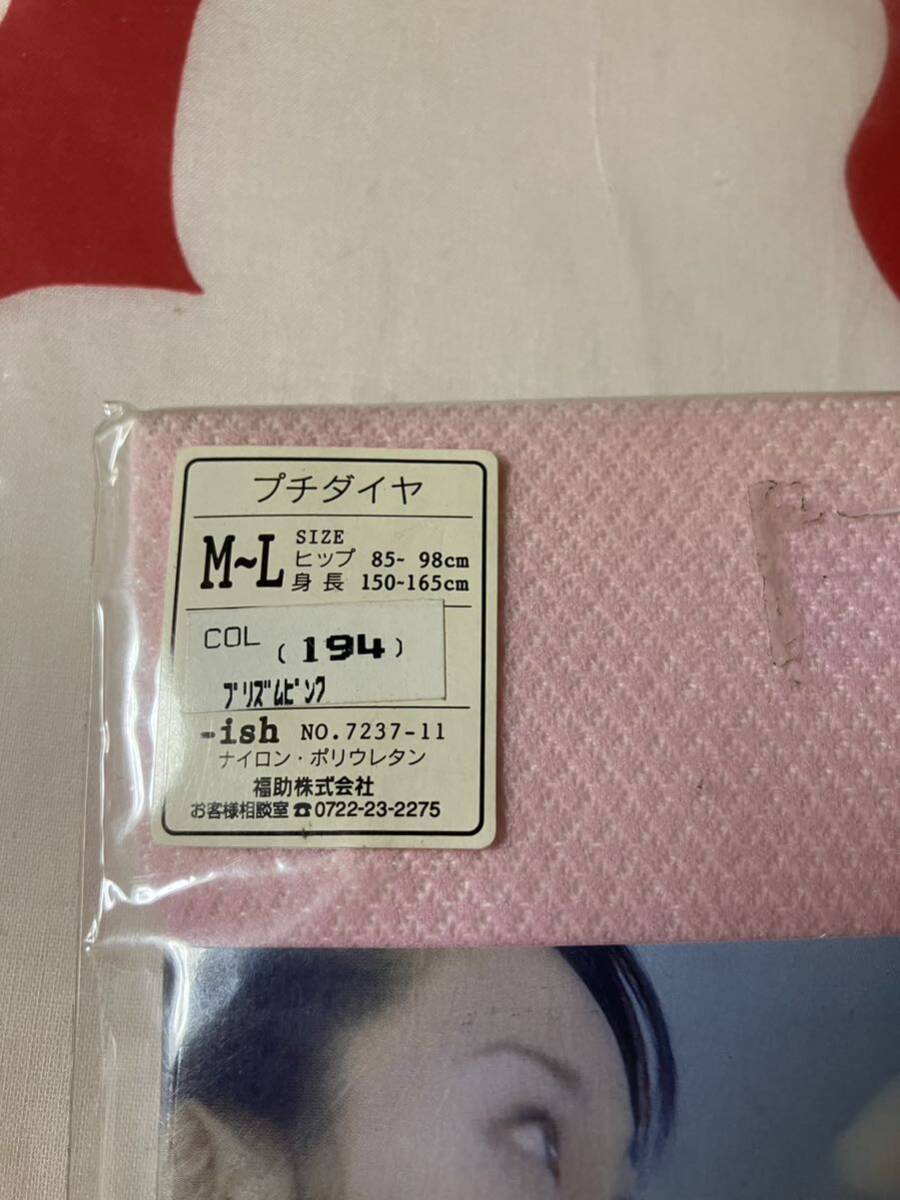 プチダイヤ
M~L SIZE
ヒップ 85- 98cm
身長 150~165cm
COL (194)
プリズムピンク
-ish NO.7237-11
ナイロン・ポリウレタン
福助株式会社
お客様相談室☎0722-23-2275